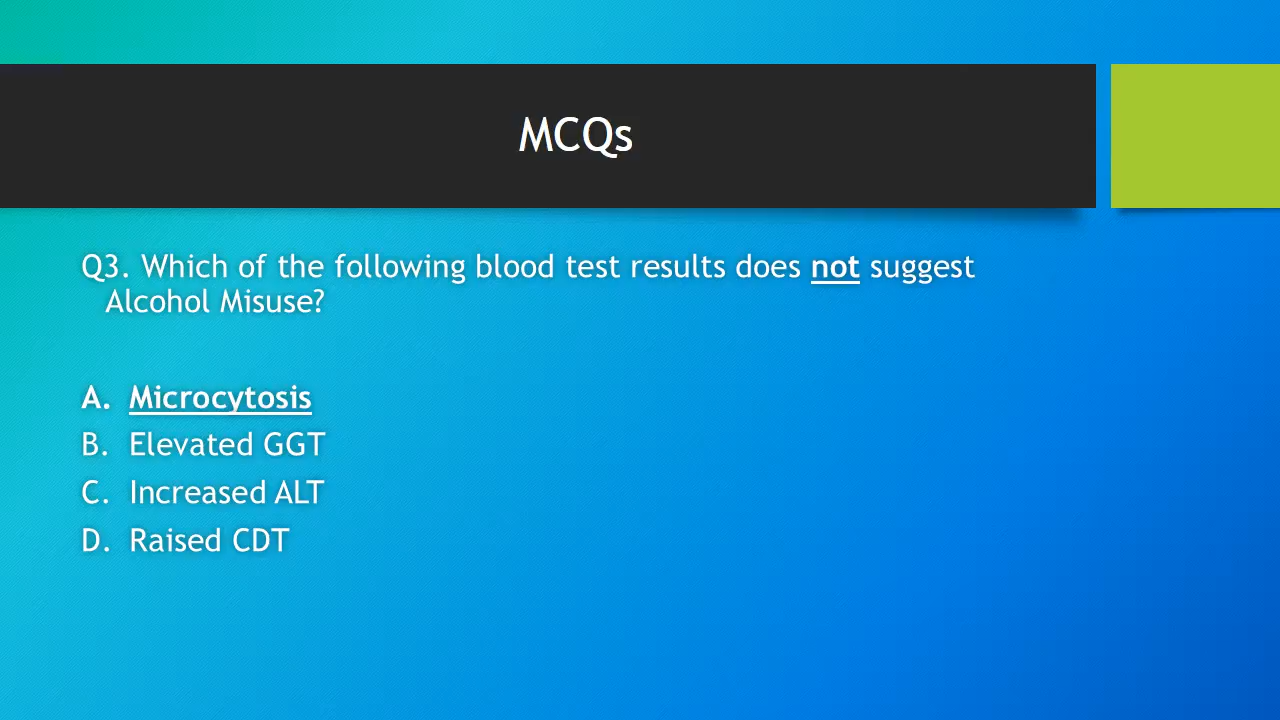 MCQs
Q3. Which of the following blood test results does not suggest
Alcohol Misuse?
A. Microcytosis
B. Elevated GGT
C. Increased ALT
D. Raised CDT